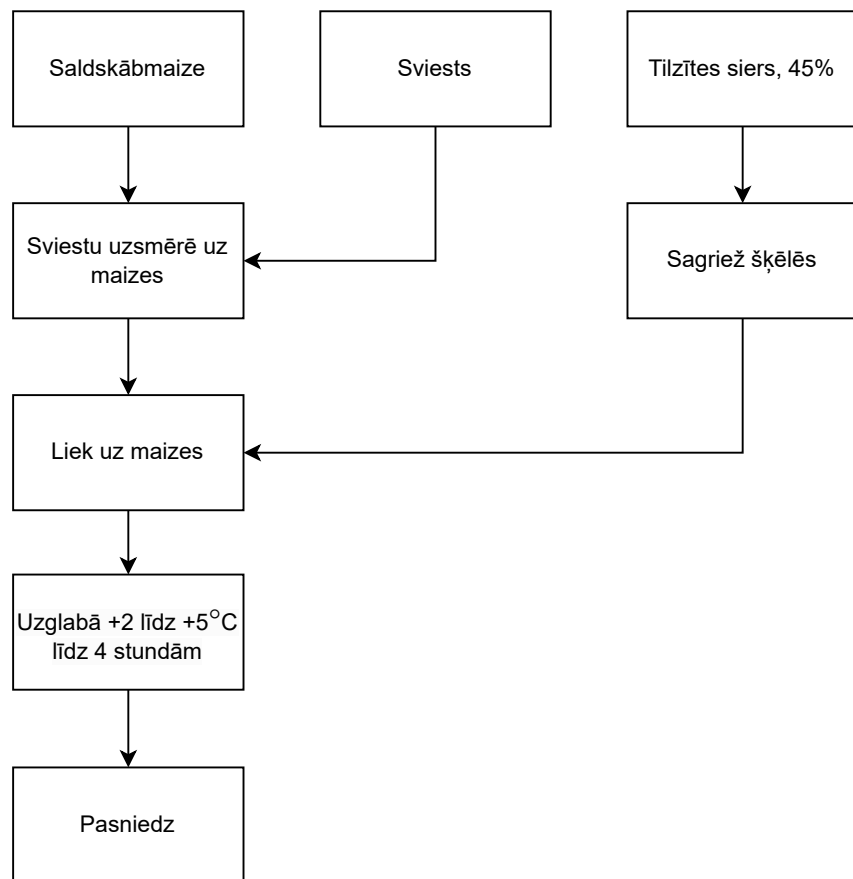 Saldskābmaize
Sviests
Tilzītes siers, 45%
Sviestu uzsmērē uz
maizes
Sagriež šķēlēs
Liek uz maizes
Uzglabā +2 līdz +5°C
līdz 4 stundām
Pasniedz